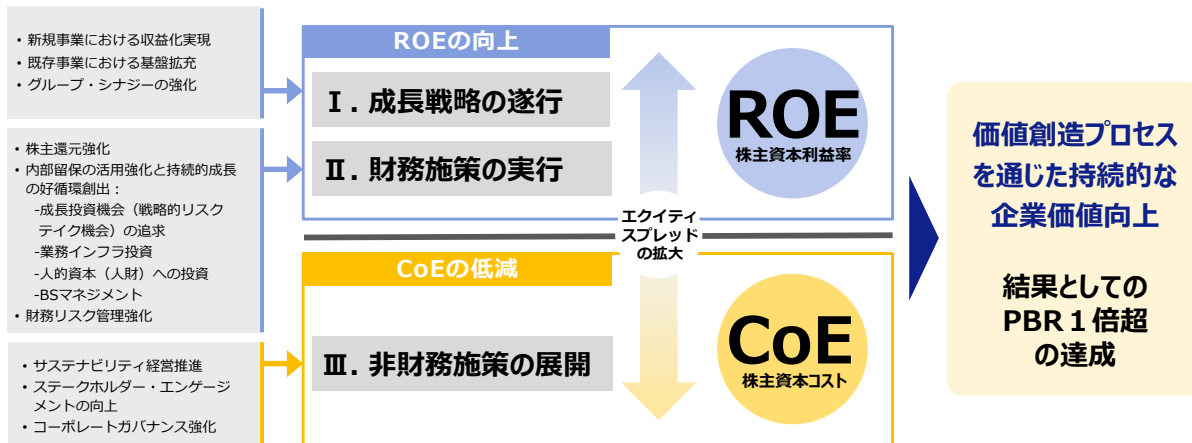 • 新規事業における収益化実現
• 既存事業における基盤拡充
• グループ・シナジーの強化
• 株主還元強化
• 内部留保の活用強化と持続的成長
の好循環創出：
-成長投資機会（戦略的リスク
テイク機会）の追求
-業務インフラ投資
-人的資本（人財）への投資
-BSマネジメント
• 財務リスク管理強化
• サステナビリティ経営推進
• ステークホルダー・エンゲージ
メントの向上
• コーポレートガバナンス強化
ROEの向上
Ⅰ. 成長戦略の遂行
Ⅱ. 財務施策の実行
ROE
株主資本利益率
エクイティ
スプレッド
の拡大
CoEの低減
Ⅲ. 非財務施策の展開
CoE
株主資本コスト
価値創造プロセス
を通じた持続的な
企業価値向上
結果としての
PBR１倍超
の達成